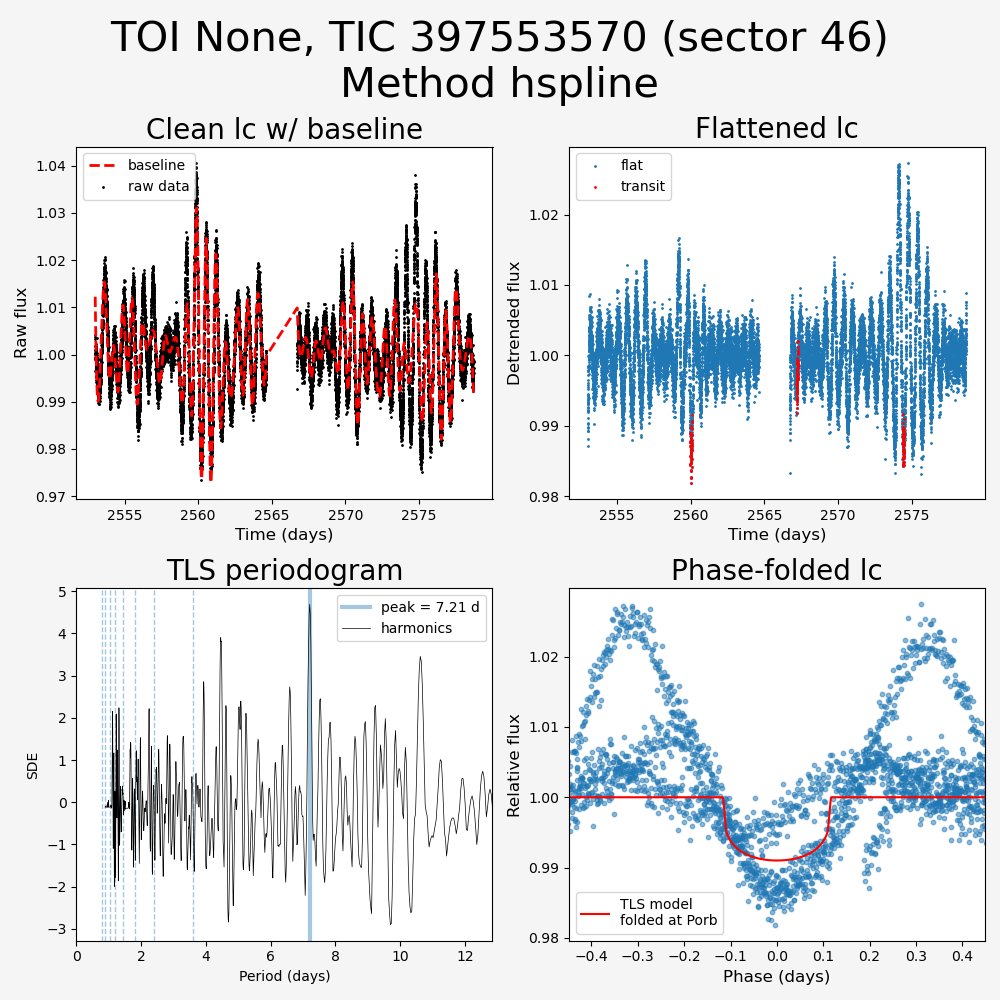 TOI None, TIC 397553570 (sector 46)
Method hspline
Clean lc w/ baseline
baseline
raw data
Raw flux
1.04
1.03
1.02
1.01
1.00
0.99
0.98
0.97
2555
2560
2565
2570
2575
Time (days)
Flattened lc
flat
transit
Detrended flux
1.02
1.01
1.00
0.99
0.98
2555
2560
2565
2570
2575
Time (days)
TLS periodogram
peak = 7.21 d
harmonics
SDE
5
4
3
2
1
0
−1
−2
−3
0
2
4
6
8
10
12
Period (days)
Phase-folded lc
Relative flux
1.02
1.01
1.00
0.99
0.98
TLS model
folded at Porb
−0.4
−0.3
−0.2
−0.1
0.0
0.1
0.2
0.3
0.4
Phase (days)